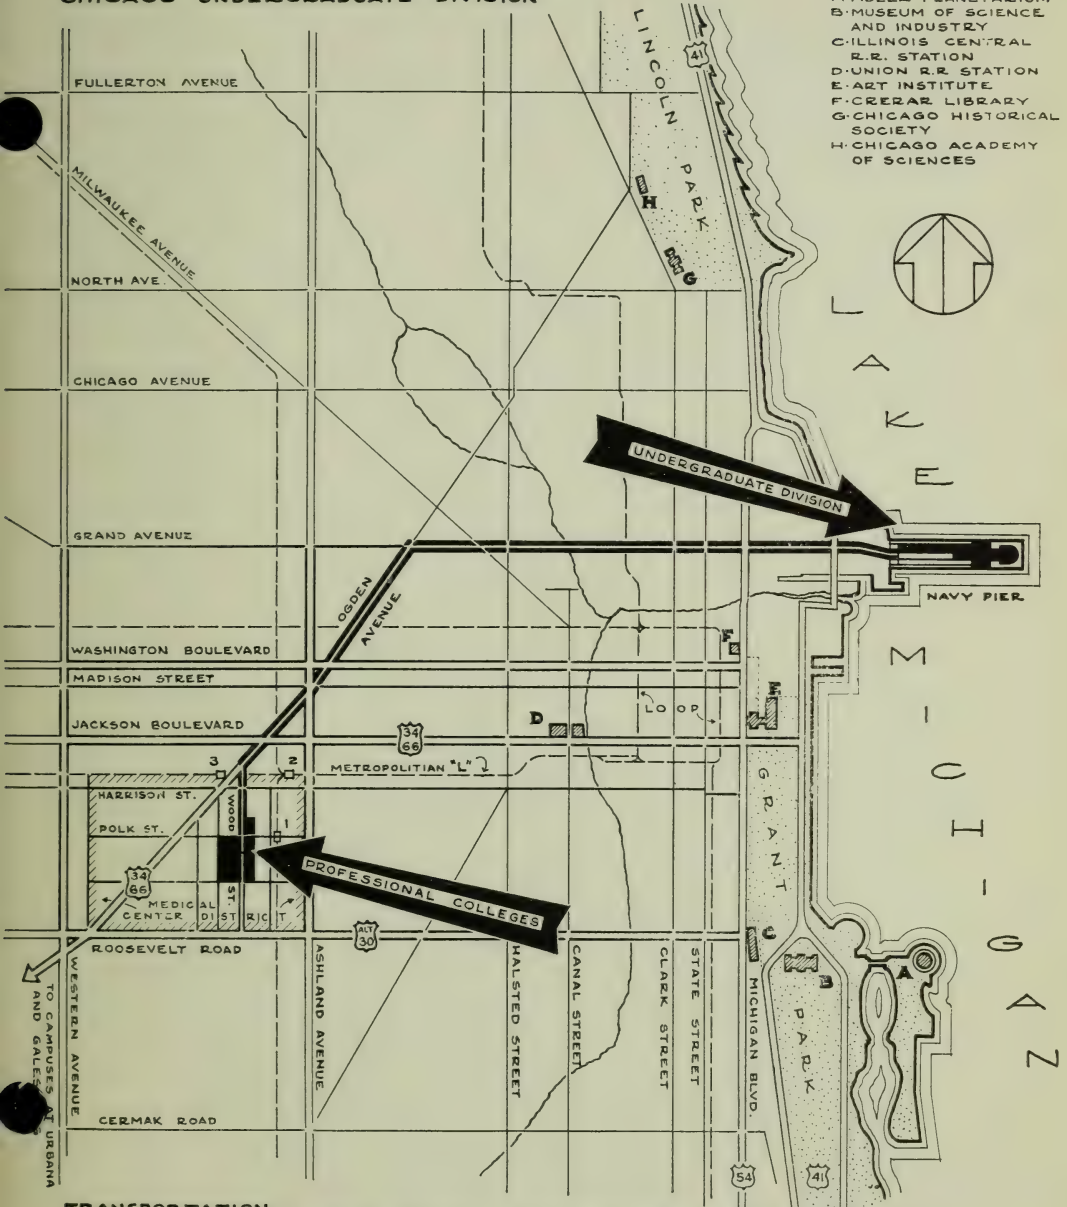 CHICAGO UNDERGRADUATE DIVISION
A·ADLER PLANETARIUM
B·MUSEUM OF SCIENCE
AND INDUSTRY
C·ILLINOIS CENTRAL
R.R. STATION
D·UNION R.R STATION
E·ART INSTITUTE
F·CRERAR LIBRARY
G·CHICAGO HISTORICAL
SOCIETY
H·CHICAGO ACADEMY
OF SCIENCES
LINCOLN PARK
41
FULLERTON AVENUE
MILWAUKEE AVENUE
H
G
NORTH AVE.
CHICAGO AVENUE
LAKE MICHIGAN
UNDERGRADUATE DIVISION
GRAND AVENUE
NAVY PIER
OGDEN
AVENUE
WASHINGTON BOULEVARD
F
MADISON STREET
E
LOOP
JACKSON BOULEVARD
34
66
D
METROPOLITIAN "L"
3
2
HARRISON ST.
WOOD ST.
POLK ST.
1
34
66
PROFESSIONAL COLLEGES
MEDICAL
CENTER DISTRICT
GRANT PARK
ROOSEVELT ROAD
ALT
30
C
B
A
TO CAMPUSES AT URBANA
AND
WESTERN AVENUE
ASHLAND AVENUE
HALSTED STREET
CANAL STREET
CLARK STREET
STATE STREET
MICHIGAN BLVD.
CERMAK ROAD
54
41
TRANSPORTATION